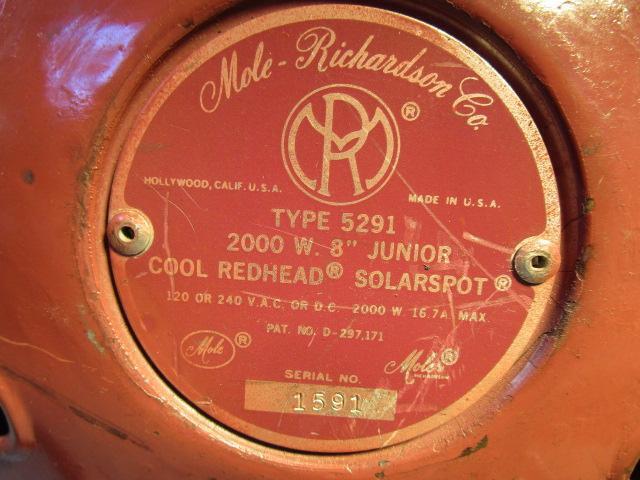 Mole-Richardson Co.
MR®
HOLLYWOOD, CALIF. U.S.A.
MADE IN U.S.A.
TYPE 5291
2000 W. 8" JUNIOR
COOL REDHEAD® SOLARSPOT®
120 OR 240 V.A.C. OR D.C. 2000 W 16.7A MAX.
PAT. NO. D-297,171
Mole ®
Mole® RICHARDSON
SERIAL NO.
1591